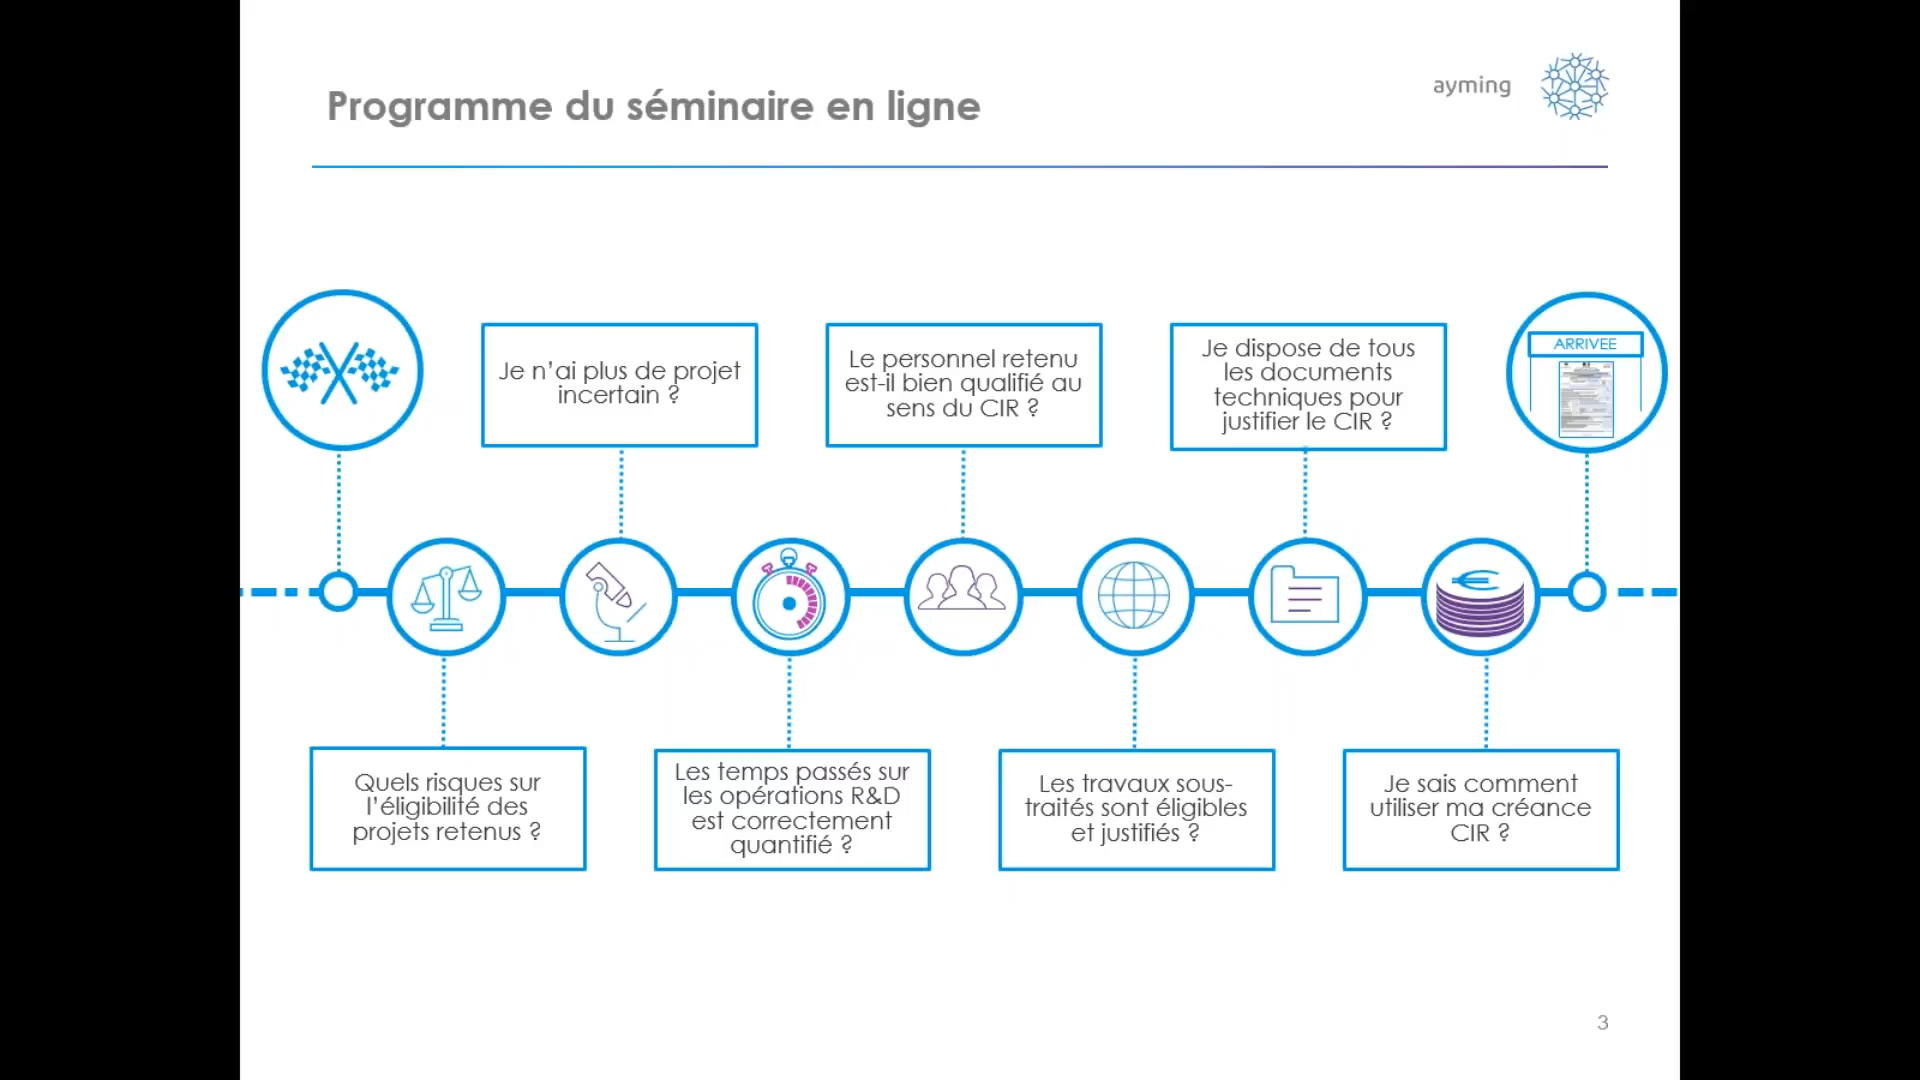 Programme du séminaire en ligne
ayming
Je n’ai plus de projet
incertain ?
Le personnel retenu
est-il bien qualifié au
sens du CIR ?
Je dispose de tous
les documents
techniques pour
justifier le CIR ?
ARRIVEE
Quels risques sur
l’éligibilité des
projets retenus ?
Les temps passés sur
les opérations R&D
est correctement
quantifié ?
Les travaux sous-
traités sont éligibles
et justifiés ?
Je sais comment
utiliser ma créance
CIR ?
3